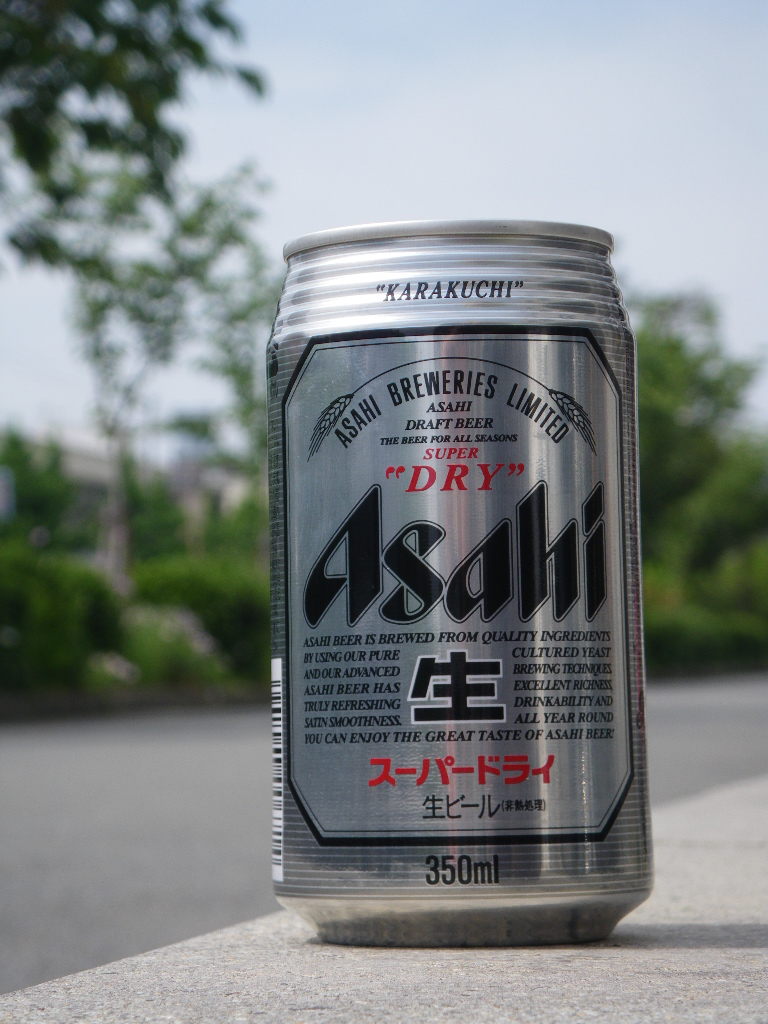 "KARAKUCHI"
ASAHI BREWERIES LIMITED
ASAHI
DRAFT BEER
THE BEER FOR ALL SEASONS
SUPER
"DRY"
Asahi
ASAHI BEER IS BREWED FROM QUALITY INGREDIENTS
BY USING OUR PURE CULTURED YEAST
AND OUR ADVANCED BREWING TECHNIQUES.
ASAHI BEER HAS EXCELLENT RICHNESS,
TRULY REFRESHING DRINKABILITY AND
SATIN SMOOTHNESS. ALL YEAR ROUND
生
YOU CAN ENJOY THE GREAT TASTE OF ASAHI BEER!
スーパードライ
生ビール(非熱処理)
350ml